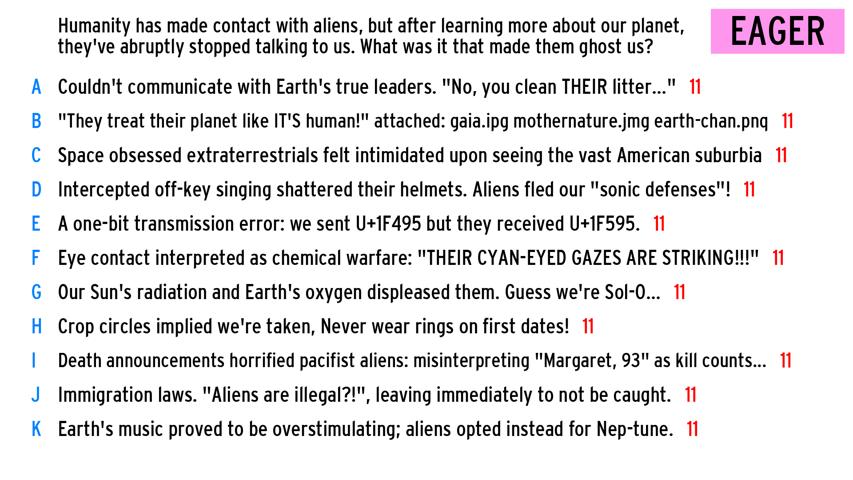 Humanity has made contact with aliens, but after learning more about our planet,
they've abruptly stopped talking to us. What was it that made them ghost us?
EAGER
A Couldn't communicate with Earth's true leaders. "No, you clean THEIR litter..." 11
B "They treat their planet like IT'S human!" attached: gaia.ipg mothernature.jmg earth-chan.pnq 11
C Space obsessed extraterrestrials felt intimidated upon seeing the vast American suburbia 11
D Intercepted off-key singing shattered their helmets. Aliens fled our "sonic defenses"! 11
E A one-bit transmission error: we sent U+1F495 but they received U+1F595. 11
F Eye contact interpreted as chemical warfare: "THEIR CYAN-EYED GAZES ARE STRIKING!!!" 11
G Our Sun's radiation and Earth's oxygen displeased them. Guess we're Sol-O... 11
H Crop circles implied we're taken, Never wear rings on first dates! 11
I Death announcements horrified pacifist aliens: misinterpreting "Margaret, 93" as kill counts... 11
J Immigration laws. "Aliens are illegal?!", leaving immediately to not be caught. 11
K Earth's music proved to be overstimulating; aliens opted instead for Nep-tune. 11